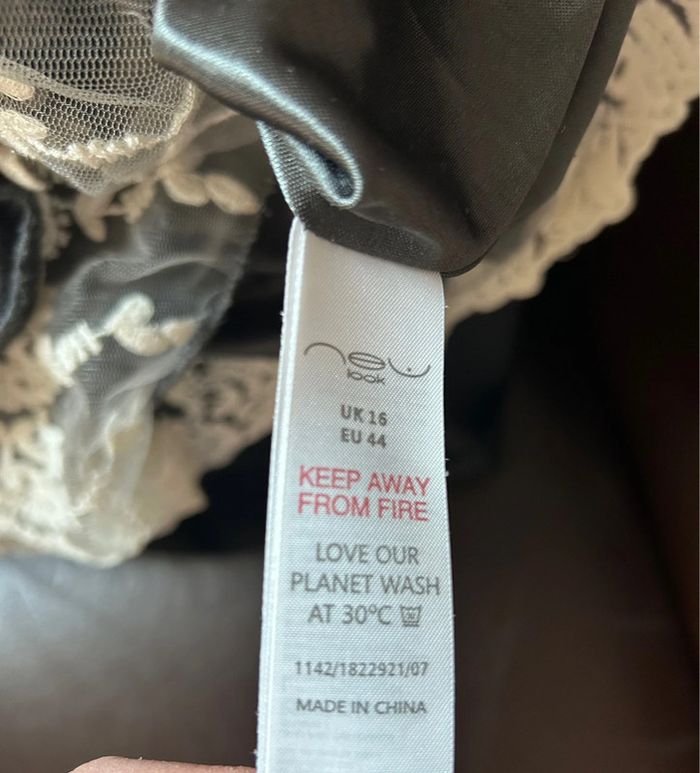 new
look
UK 16
EU 44
KEEP AWAY
FROM FIRE
LOVE OUR
PLANET WASH
AT 30ºC
1142/1822921/07
MADE IN CHINA